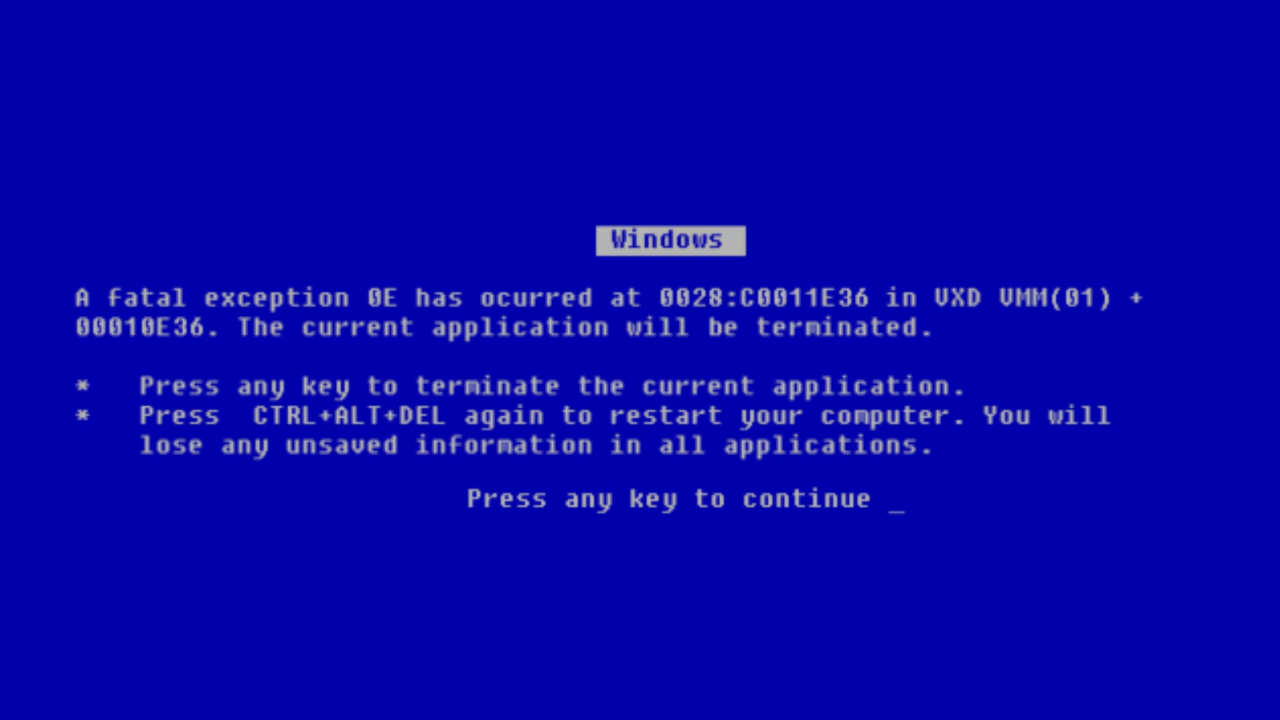 Windows
A fatal exception 0E has ocurred at 0028:C0011E36 in VXD VMM(01) +
00010E36. The current application will be terminated.
* Press any key to terminate the current application.
* Press CTRL+ALT+DEL again to restart your computer. You will
lose any unsaved information in all applications.
Press any key to continue _